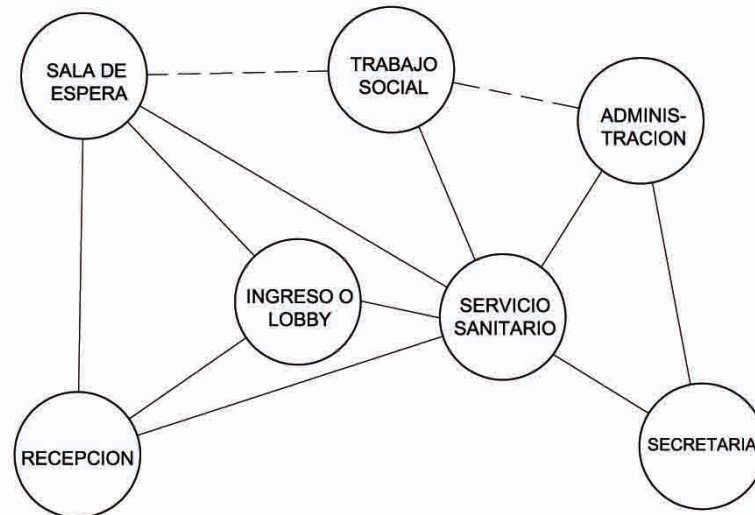 SALA DE
ESPERA
TRABAJO
SOCIAL
ADMINIS-
TRACION
INGRESO O
LOBBY
SERVICIO
SANITARIO
RECEPCION
SECRETARIA